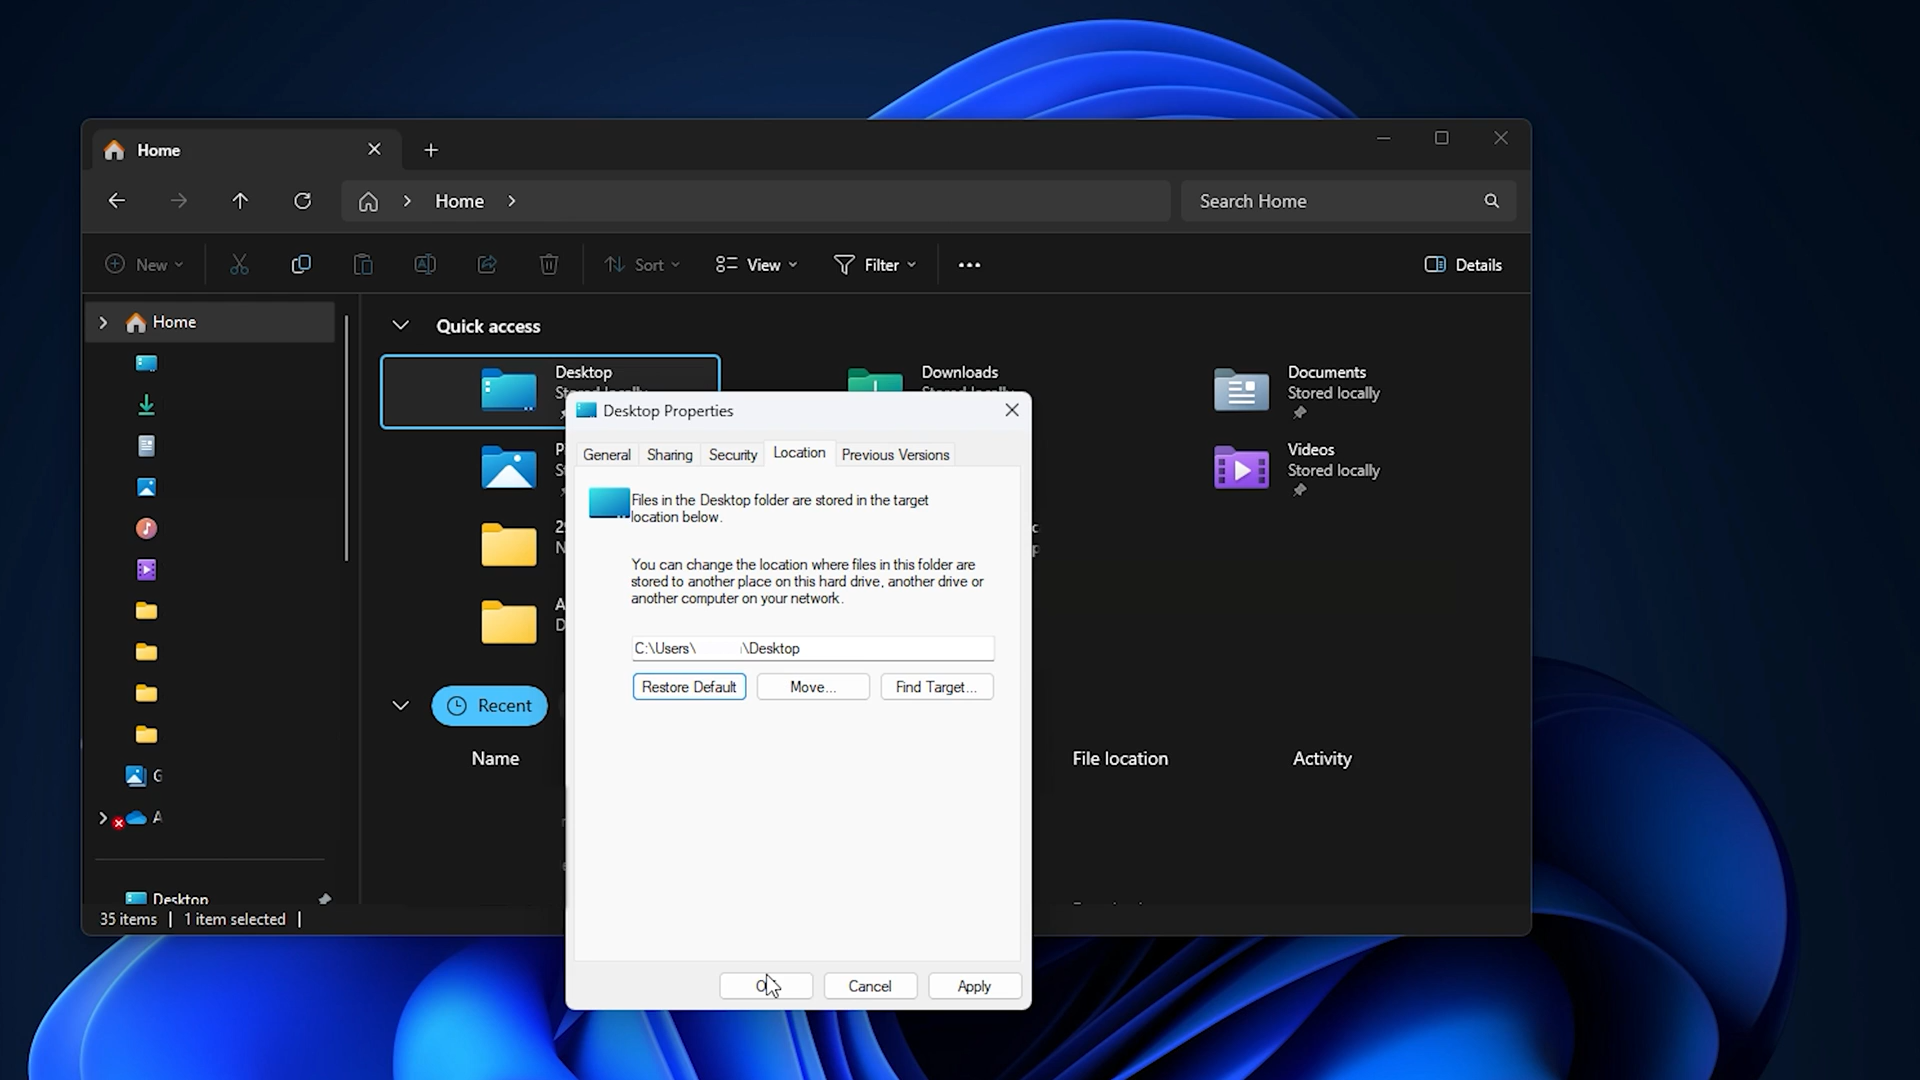 Home
Home
Search Home
New
Sort
View
Filter
Details
Home
Quick access
Desktop
Downloads
Documents
Stored locally
Videos
Stored locally
Desktop Properties
General
Sharing
Security
Location
Previous Versions
Files in the Desktop folder are stored in the target
location below.
You can change the location where files in this folder are
stored to another place on this hard drive, another drive or
another computer on your network.
C:\Users\ \Desktop
Restore Default
Move...
Find Target...
Recent
Name
File location
Activity
G
A
Desktop
35 items
1 item selected
Cancel
Apply